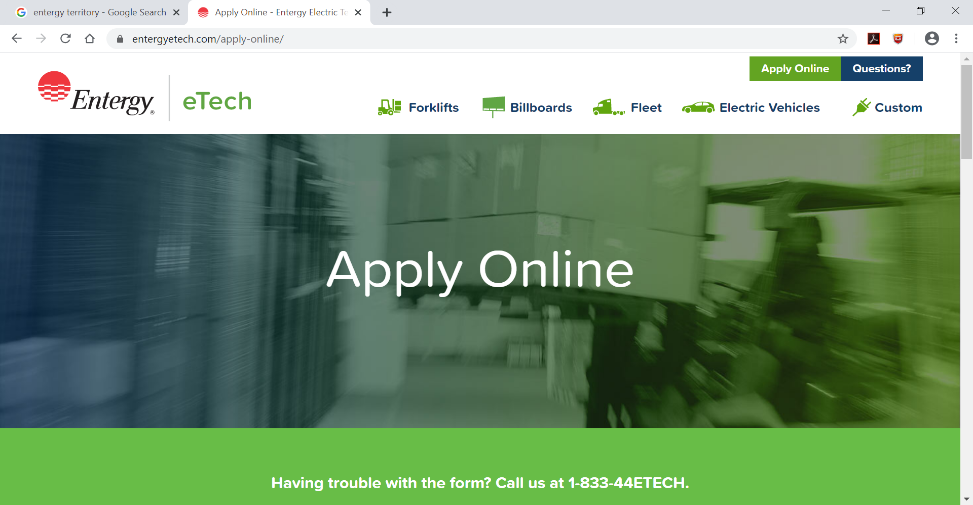 entergy territory - Google Search
Apply Online - Entergy Electric Te
entergyetech.com/apply-online/
Apply Online Questions?
Entergy® eTech
Forklifts Billboards Fleet Electric Vehicles Custom
Apply Online
Having trouble with the form? Call us at 1-833-44ETECH.